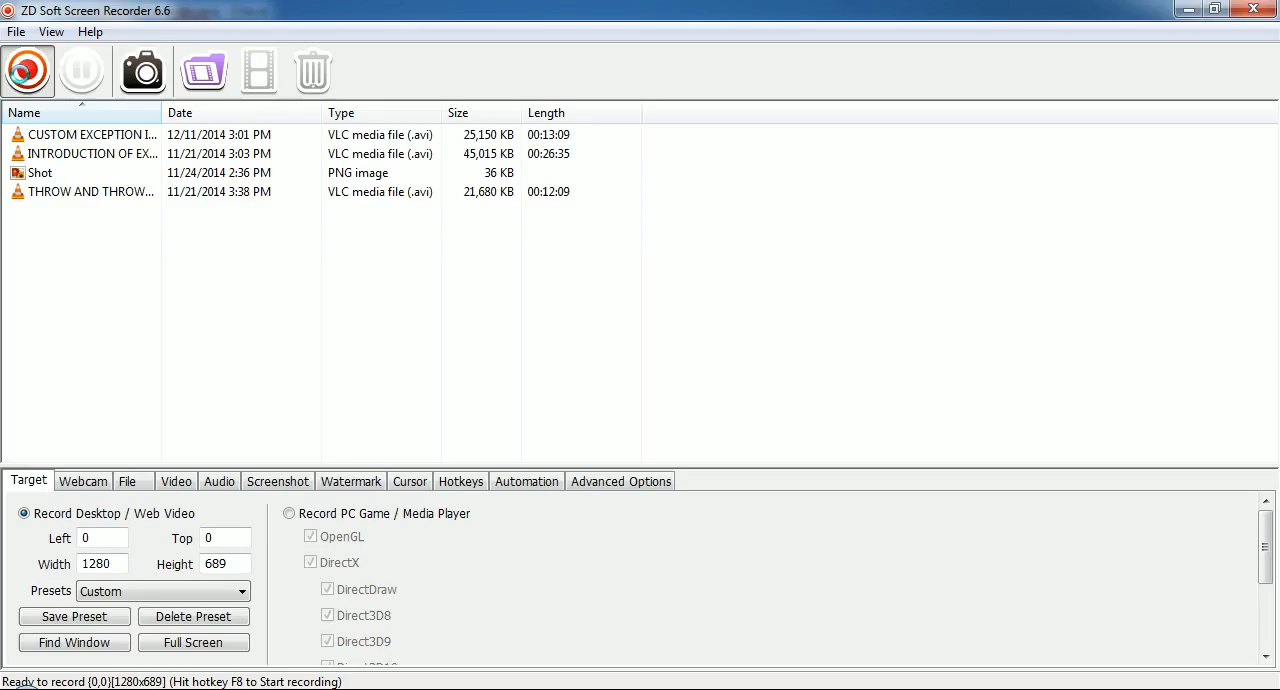 ZD Soft Screen Recorder 6.6
File View Help
Name Date Type Size Length
CUSTOM EXCEPTION I... 12/11/2014 3:01 PM VLC media file (.avi) 25,150 KB 00:13:09
INTRODUCTION OF EX... 11/21/2014 3:03 PM VLC media file (.avi) 45,015 KB 00:26:35
Shot 11/24/2014 2:36 PM PNG image 36 KB
THROW AND THROW... 11/21/2014 3:38 PM VLC media file (.avi) 21,680 KB 00:12:09
Target Webcam File Video Audio Screenshot Watermark Cursor Hotkeys Automation Advanced Options
Record Desktop / Web Video Record PC Game / Media Player
Left 0 Top 0 OpenGL
Width 1280 Height 689 DirectX
Presets Custom DirectDraw
Save Preset Delete Preset Direct3D8
Find Window Full Screen Direct3D9
Ready to record {0,0}[1280x689] (Hit hotkey F8 to Start recording)